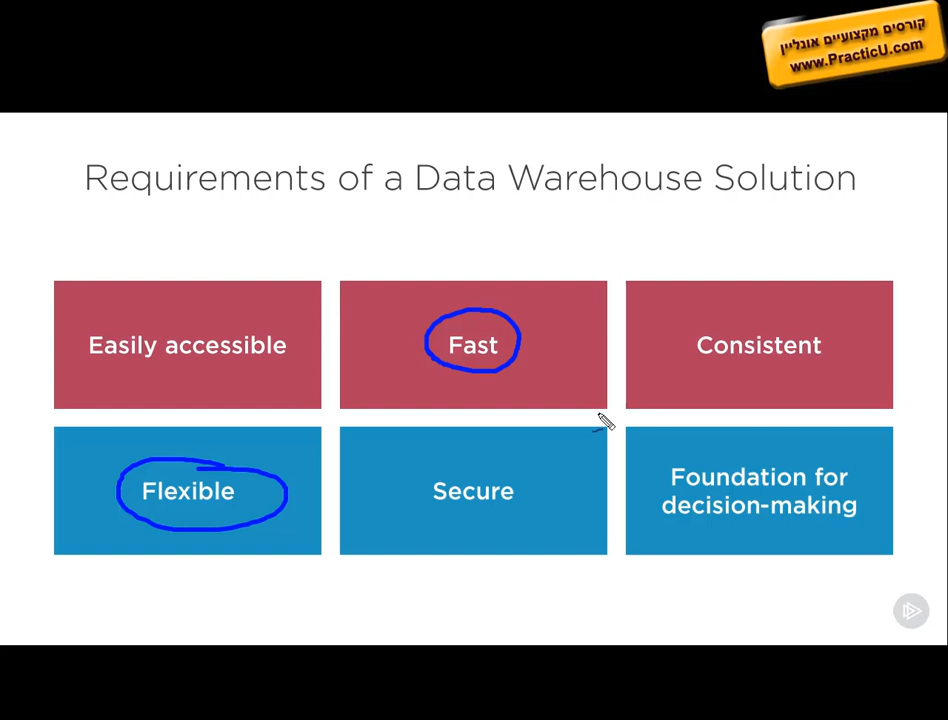 קורסים מקצועיים אונליין
www.PracticU.com
Requirements of a Data Warehouse Solution
Easily accessible
Fast
Consistent
Flexible
Secure
Foundation for
decision-making